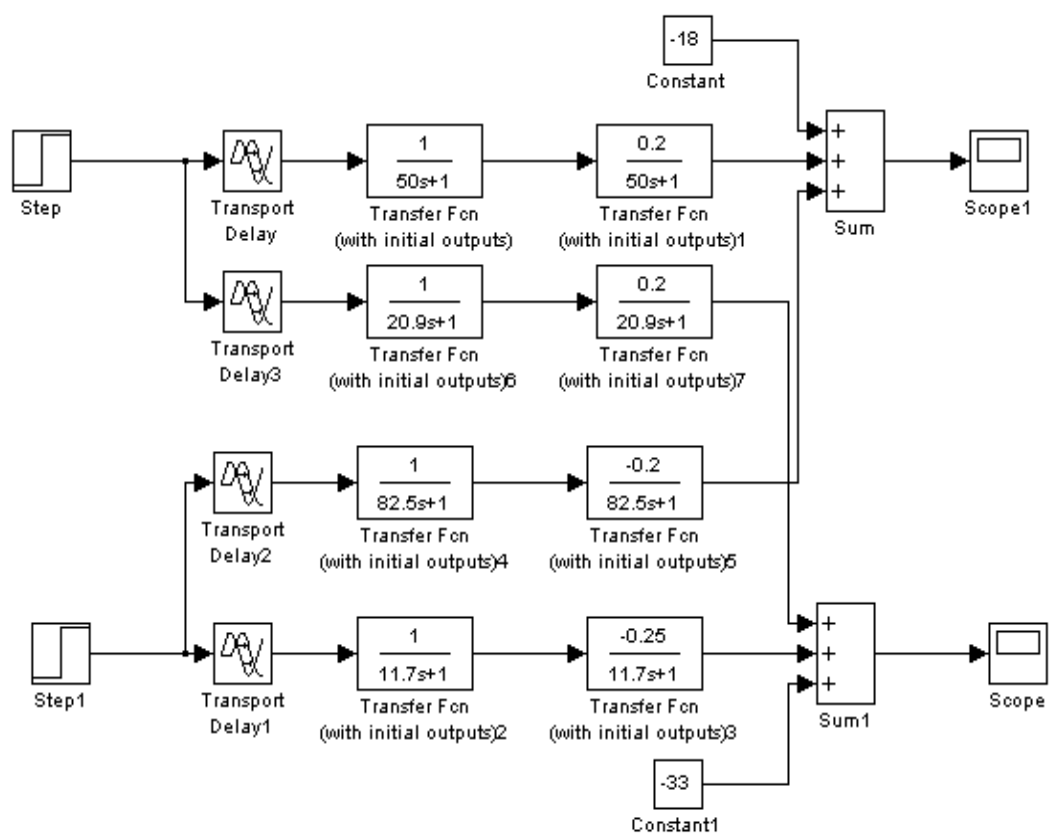 -18
Constant
Step
Transport
Delay
1
50s+1
Transfer Fcn
(with initial outputs)
0.2
50s+1
Transfer Fcn
(with initial outputs)1
+
+
+
Sum
Scope1
Transport
Delay3
1
20.9s+1
Transfer Fcn
(with initial outputs)6
0.2
20.9s+1
Transfer Fcn
(with initial outputs)7
Transport
Delay2
1
82.5s+1
Transfer Fcn
(with initial outputs)4
-0.2
82.5s+1
Transfer Fcn
(with initial outputs)5
Step1
Transport
Delay1
1
11.7s+1
Transfer Fcn
(with initial outputs)2
-0.25
11.7s+1
Transfer Fcn
(with initial outputs)3
+
+
+
Sum1
Scope
-33
Constant1